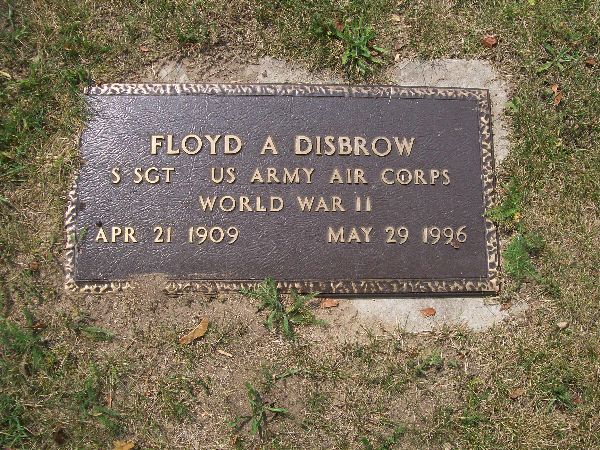 FLOYD A DISBROW
S SGT US ARMY AIR CORPS
WORLD WAR II
APR 21 1909 MAY 29 1996